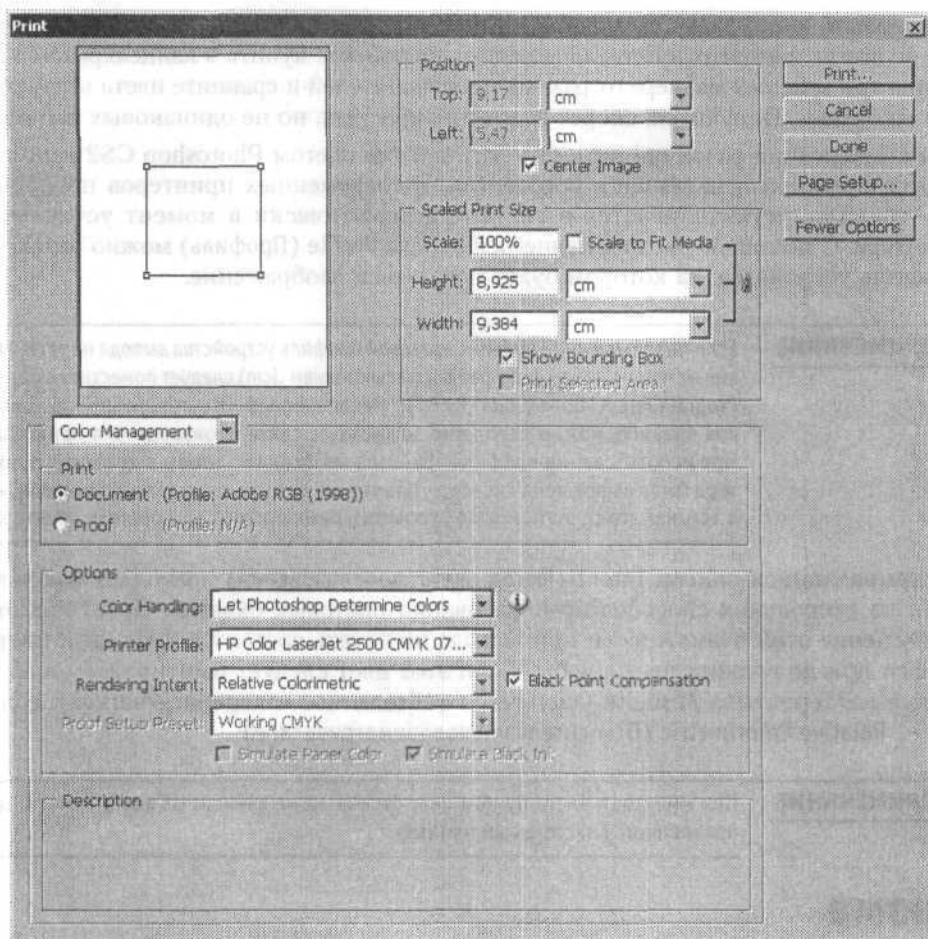 Print
Position
Top: 9,17 cm
Left: 5,47 cm
Center Image
Print...
Cancel
Done
Page Setup...
Fewer Options
Scaled Print Size
Scale: 100% Scale to Fit Media
Height: 8,925 cm
Width: 9,384 cm
Show Bounding Box
Print Selected Area
Color Management
Print
Document (Profile: Adobe RGB (1998))
Proof (Profile: N/A)
Options
Color Handling: Let Photoshop Determine Colors
Printer Profile: HP Color LaserJet 2500 CMYK 07...
Rendering Intent: Relative Colorimetric Black Point Compensation
Proof Setup Preset: Working CMYK
Simulate Paper Color Simulate Black Ink
Description